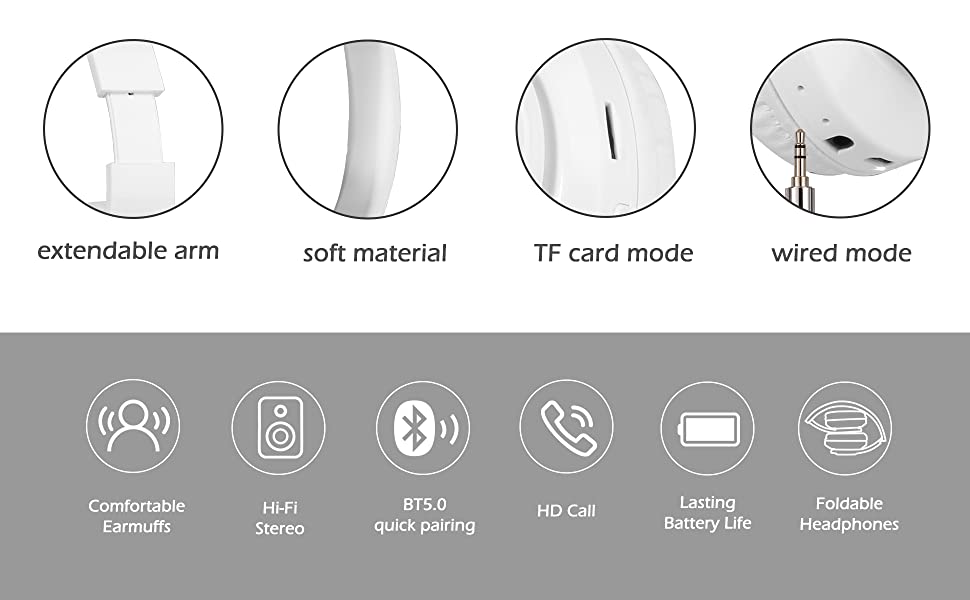 extendable arm
soft material
TF card mode
wired mode
Comfortable
Earmuffs
Hi-Fi
Stereo
BT5.0
quick pairing
HD Call
Lasting
Battery Life
Foldable
Headphones